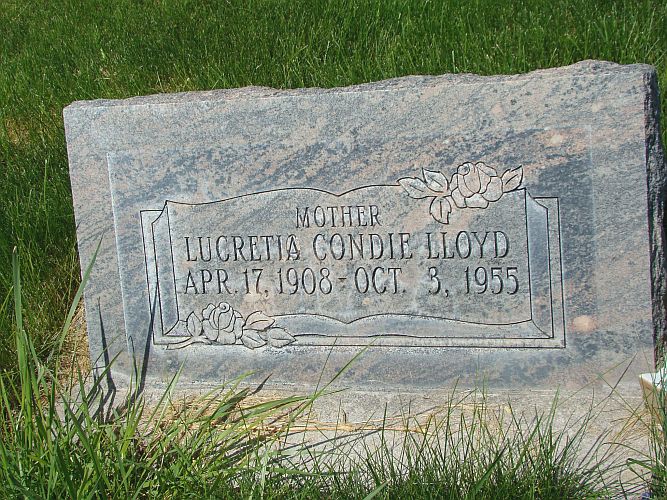 MOTHER
LUCRETIA CONDIE LLOYD
APR. 17, 1908 - OCT. 3, 1955